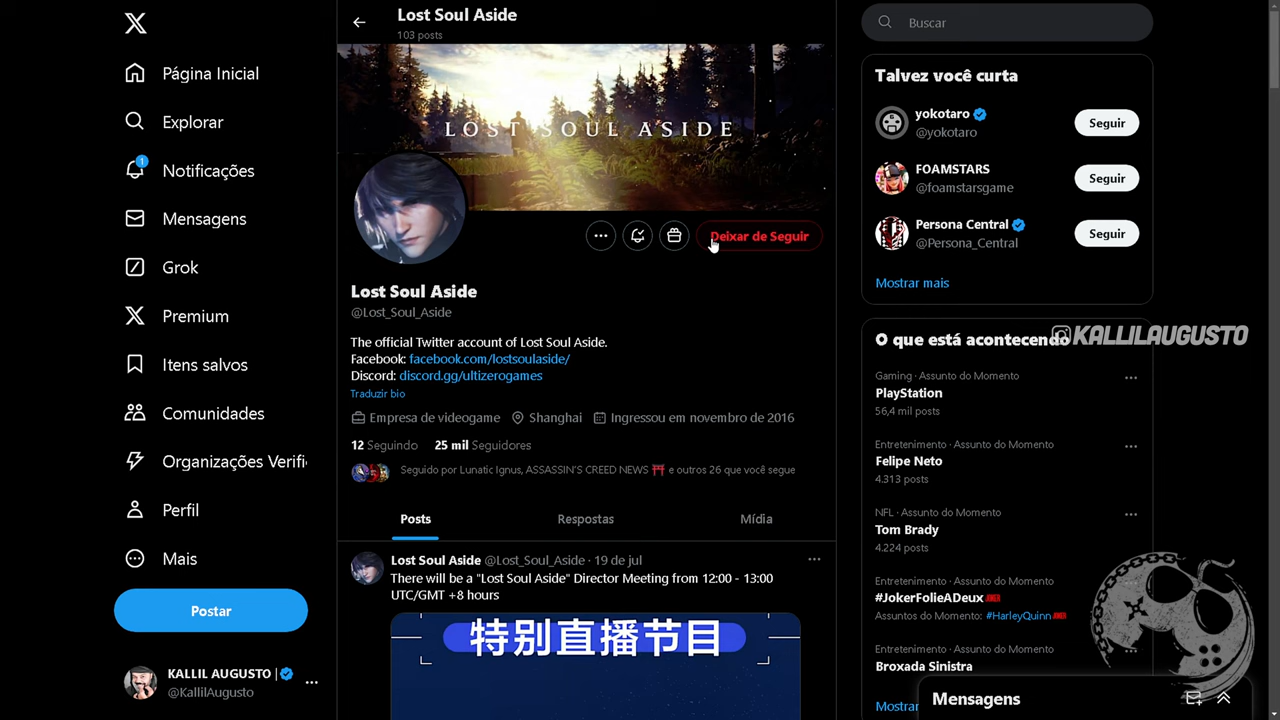 Página Inicial
Explorar
1
Notificações
Mensagens
Grok
Premium
Itens salvos
Comunidades
Organizações Verifi
Perfil
Mais
Postar
KALLIL AUGUSTO |
@KallilAugusto
Lost Soul Aside
103 posts
LOST SOUL ASIDE
Deixar de Seguir
Lost Soul Aside
@Lost_Soul_Aside
The official Twitter account of Lost Soul Aside.
Facebook: facebook.com/lostsoulaside/
Discord: discord.gg/ultizerogames
Traduzir bio
Empresa de videogame Shanghai Ingressou em novembro de 2016
12 Seguindo 25 mil Seguidores
Seguido por Lunatic Ignus, ASSASSIN'S CREED NEWS e outros 26 que você segue
Posts Respostas Mídia
Lost Soul Aside @Lost_Soul_Aside · 19 de jul
There will be a "Lost Soul Aside" Director Meeting from 12:00 - 13:00
UTC/GMT +8 hours
特别直播节目
Buscar
Talvez você curta
yokotaro
@yokotaro
Seguir
FOAMSTARS
@foamstarsgame
Seguir
Persona Central
@Persona_Central
Seguir
Mostrar mais
O que está acontecendo
KALLILAUGUSTO
Gaming · Assunto do Momento
PlayStation
56,4 mil posts
Entretenimento · Assunto do Momento
Felipe Neto
4.313 posts
NFL · Assunto do Momento
Tom Brady
4.224 posts
Entretenimento · Assunto do Momento
#JokerFolieADeux
Assuntos do Momento: #HarleyQuinn
Entretenimento · Assunto do Momento
Broxada Sinistra
Mostrar
Mensagens